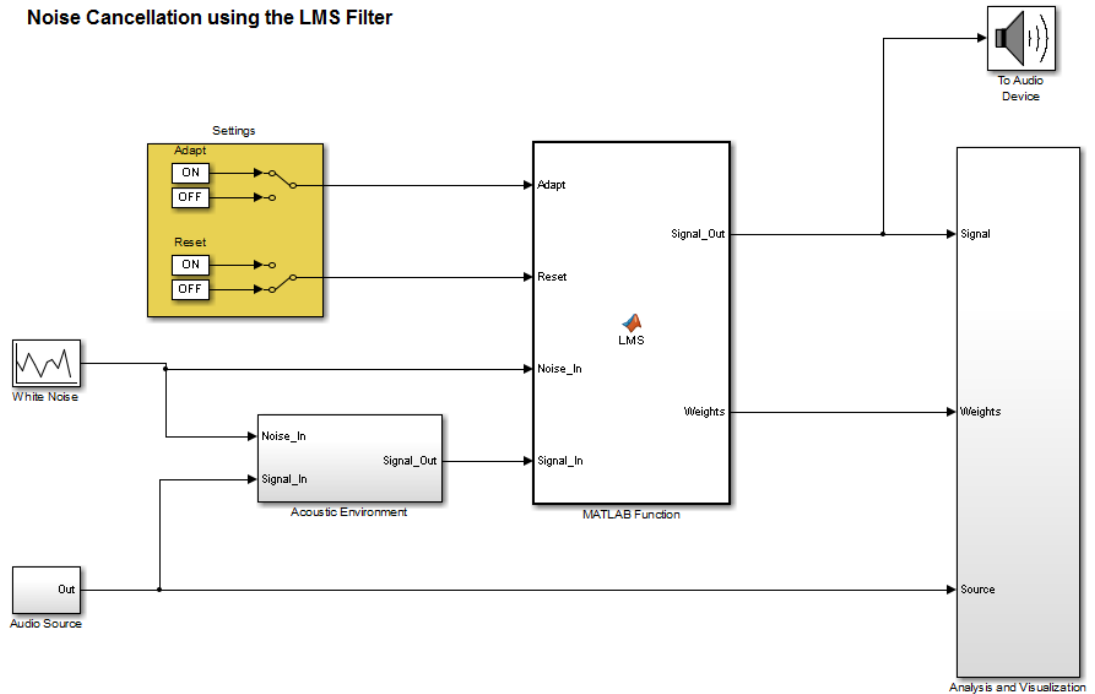 Noise Cancellation using the LMS Filter
To Audio
Device
Settings
Adapt
ON
OFF
Reset
ON
OFF
Adapt
Reset
Noise_In
Signal_In
Signal_Out
Weights
LMS
MATLAB Function
Signal
Weights
Source
Analysis and Visualization
White Noise
Noise_In
Signal_In
Signal_Out
Acoustic Environment
Out
Audio Source